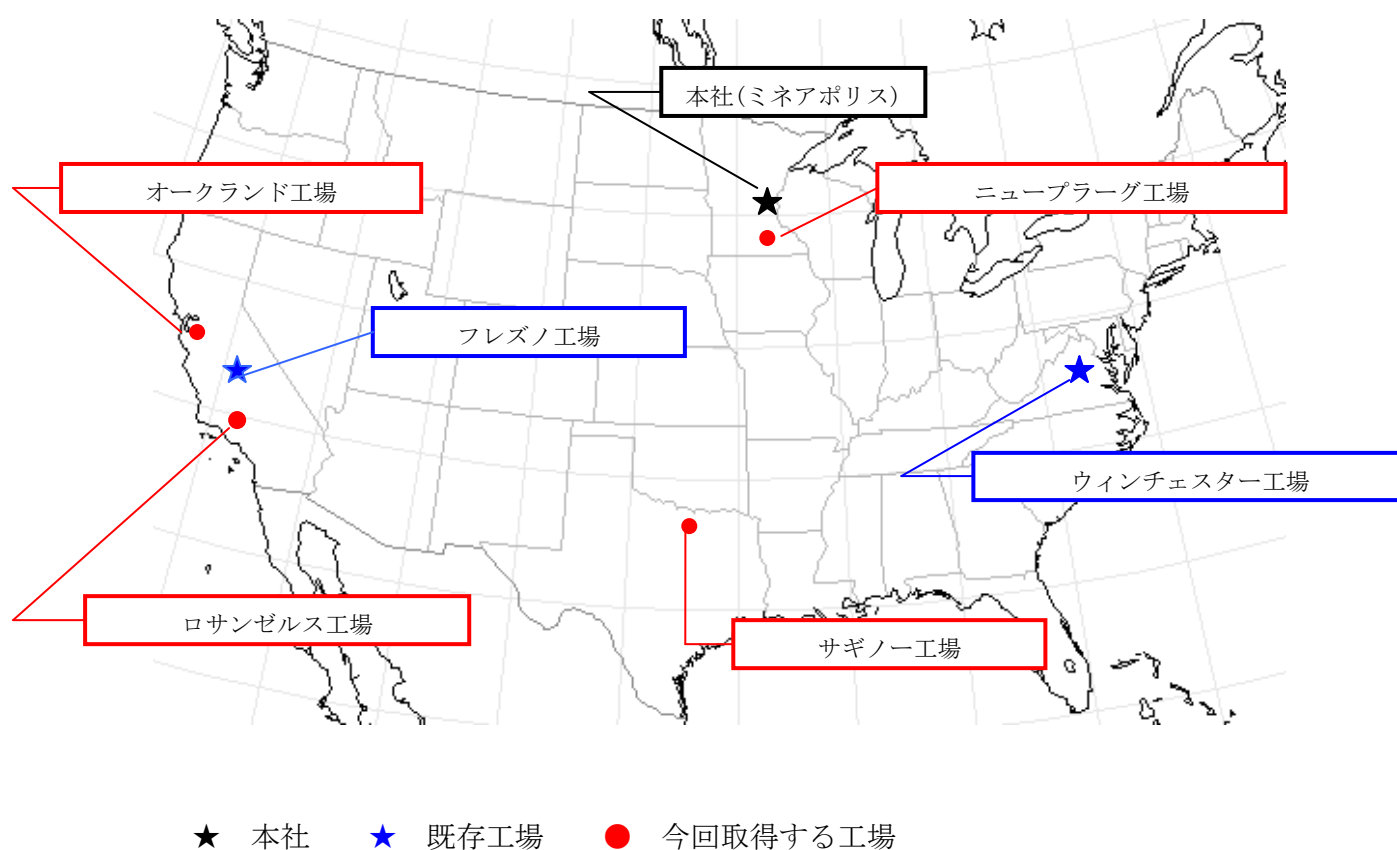 本社(ミネアポリス)
オークランド工場
ニュープラーグ工場
フレズノ工場
ウィンチェスター工場
ロサンゼルス工場
サギノー工場
★ 本社 ★ 既存工場 ● 今回取得する工場